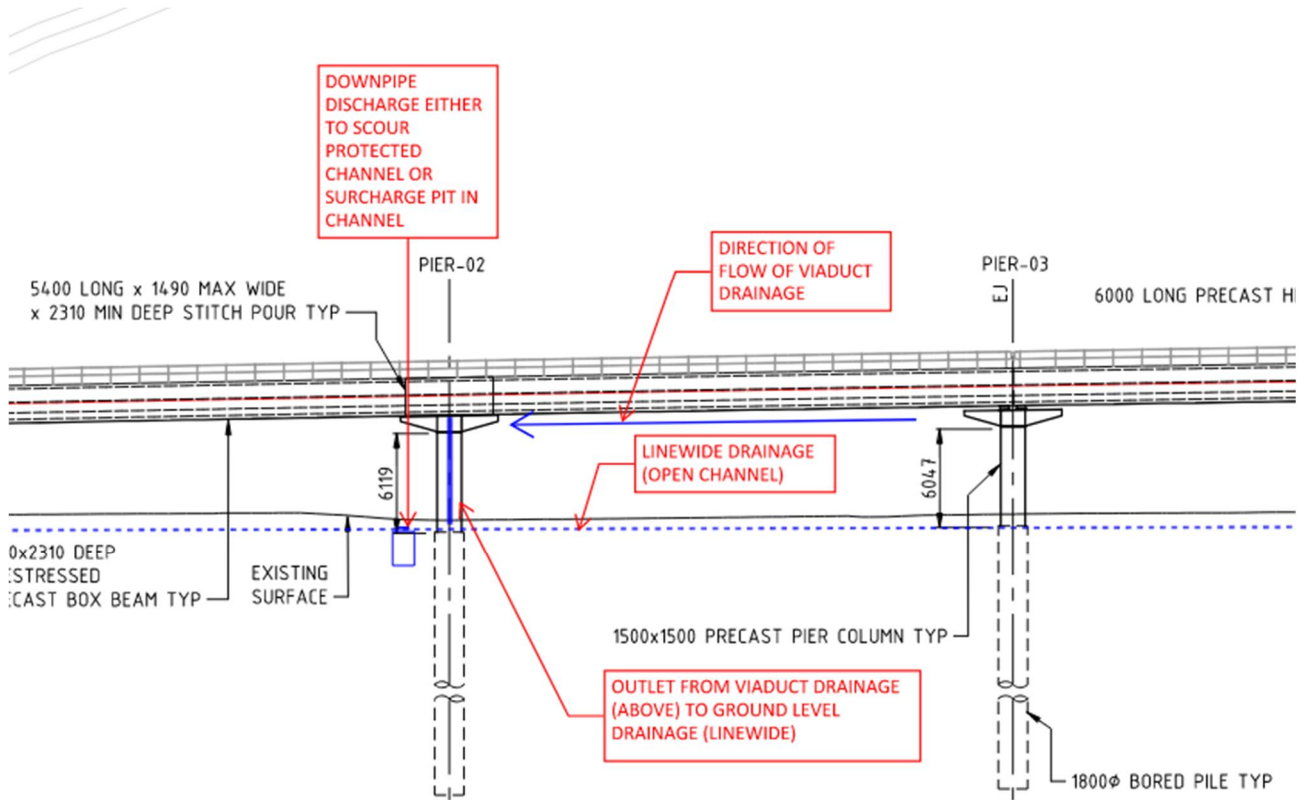 DOWNPIPE
DISCHARGE EITHER
TO SCOUR
PROTECTED
CHANNEL OR
SURCHARGE PIT IN
CHANNEL
PIER-02
DIRECTION OF
FLOW OF VIADUCT
DRAINAGE
PIER-03
EJ
5400 LONG x 1490 MAX WIDE
x 2310 MIN DEEP STITCH POUR TYP
6000 LONG PRECAST H
LINEWIDE DRAINAGE
(OPEN CHANNEL)
6119
6047
0x2310 DEEP
ESTRESSED
ECAST BOX BEAM TYP
EXISTING
SURFACE
1500x1500 PRECAST PIER COLUMN TYP
OUTLET FROM VIADUCT DRAINAGE
(ABOVE) TO GROUND LEVEL
DRAINAGE (LINEWIDE)
1800ϕ BORED PILE TYP